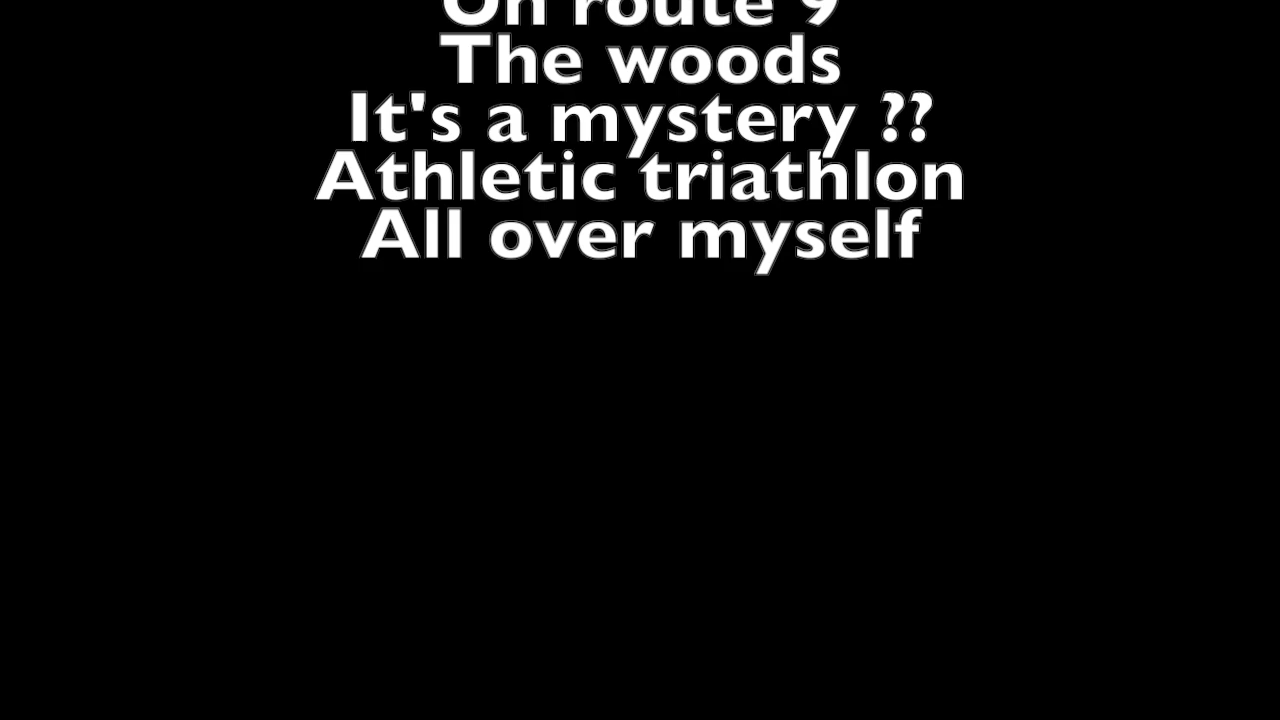 On route 9
The woods
It's a mystery ??
Athletic triathlon
All over myself